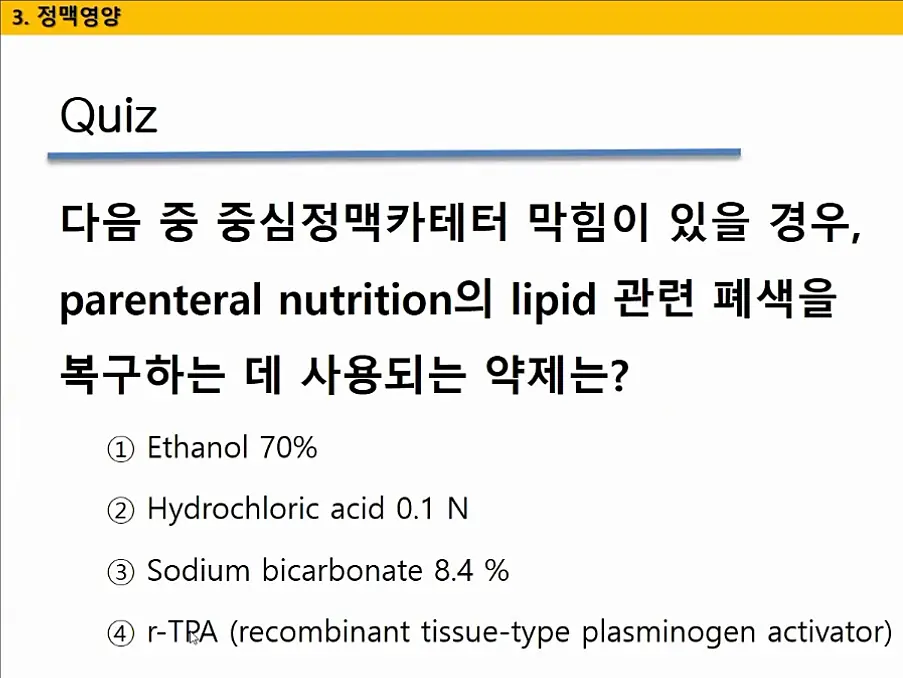 3. 정맥영양
Quiz
다음 중 중심정맥카테터 막힘이 있을 경우,
parenteral nutrition의 lipid 관련 폐색을
복구하는 데 사용되는 약제는?
① Ethanol 70%
② Hydrochloric acid 0.1 N
③ Sodium bicarbonate 8.4 %
④ r-TPA (recombinant tissue-type plasminogen activator)